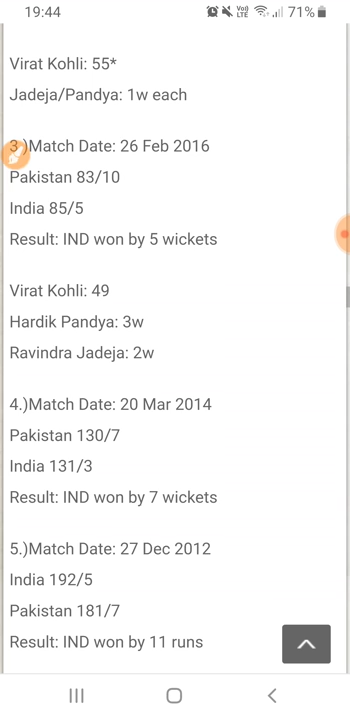 19:44
Vo)) LTE 71%
Virat Kohli: 55*
Jadeja/Pandya: 1w each
3.)Match Date: 26 Feb 2016
Pakistan 83/10
India 85/5
Result: IND won by 5 wickets
Virat Kohli: 49
Hardik Pandya: 3w
Ravindra Jadeja: 2w
4.)Match Date: 20 Mar 2014
Pakistan 130/7
India 131/3
Result: IND won by 7 wickets
5.)Match Date: 27 Dec 2012
India 192/5
Pakistan 181/7
Result: IND won by 11 runs